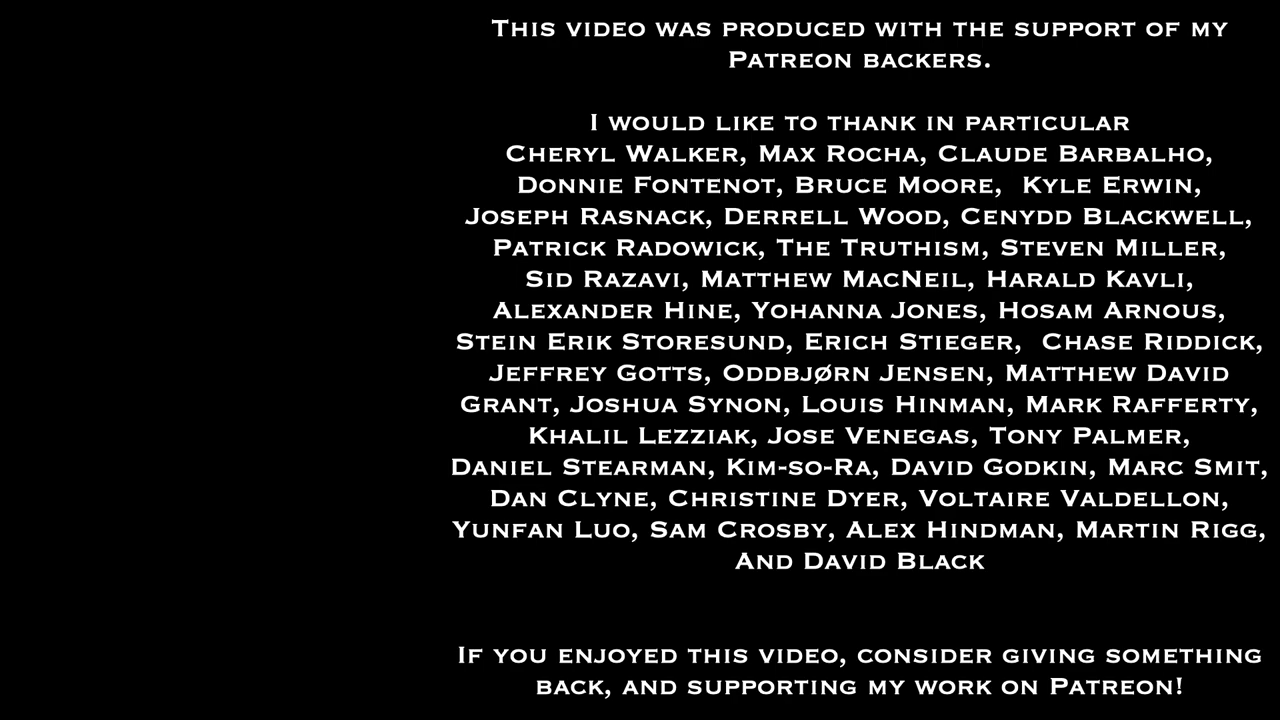 This video was produced with the support of my
Patreon backers.
I would like to thank in particular
Cheryl Walker, Max Rocha, Claude Barbalho,
Donnie Fontenot, Bruce Moore,  Kyle Erwin,
Joseph Rasnack, Derrell Wood, Cenydd Blackwell,
Patrick Radowick, The Truthism, Steven Miller,
Sid Razavi, Matthew MacNeil, Harald Kavli,
Alexander Hine, Yohanna Jones, Hosam Arnous,
Stein Erik Storesund, Erich Stieger,  Chase Riddick,
Jeffrey Gotts, Oddbjørn Jensen, Matthew David
Grant, Joshua Synon, Louis Hinman, Mark Rafferty,
Khalil Lezziak, Jose Venegas, Tony Palmer,
Daniel Stearman, Kim-so-Ra, David Godkin, Marc Smit,
Dan Clyne, Christine Dyer, Voltaire Valdellon,
Yunfan Luo, Sam Crosby, Alex Hindman, Martin Rigg,
And David Black
If you enjoyed this video, consider giving something
back, and supporting my work on Patreon!